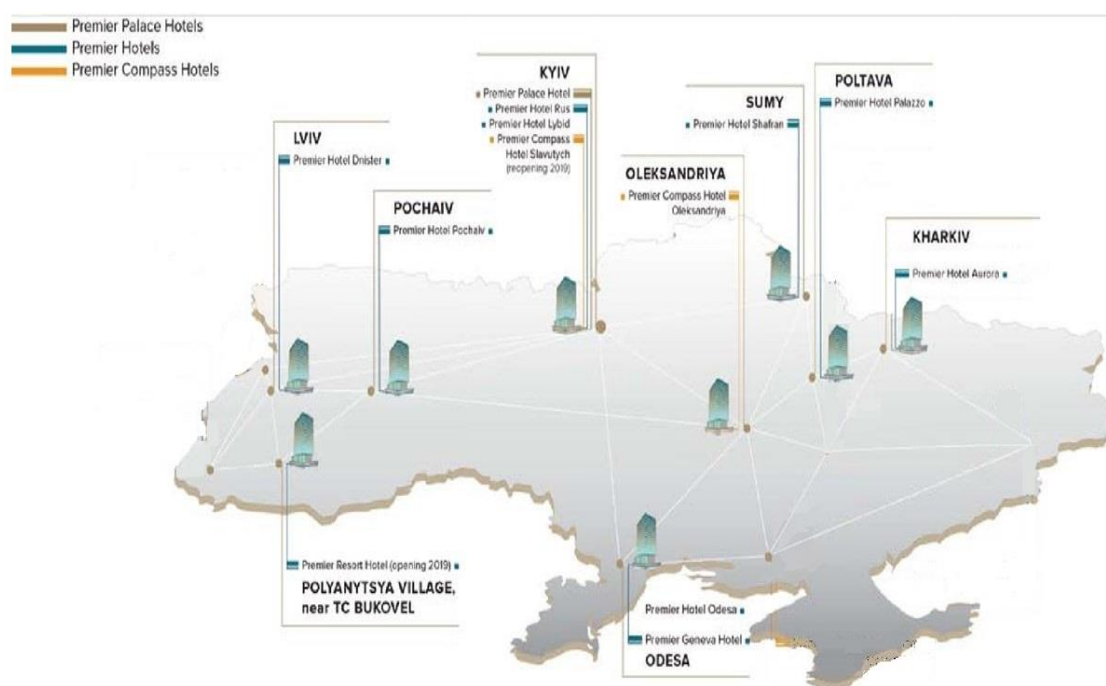 Premier Palace Hotels
Premier Hotels
Premier Compass Hotels
KYIV
Premier Palace Hotel
Premier Hotel Rus
Premier Hotel Lybid
Premier Compass
Hotel Slavutych
(reopening 2019)
POLTAVA
Premier Hotel Palazzo
SUMY
Premier Hotel Shafran
LVIV
Premier Hotel Dnister
OLEKSANDRIYA
Premier Compass Hotel
Oleksandriya
POCHAIV
Premier Hotel Pochaiv
KHARKIV
Premier Hotel Aurora
Premier Resort Hotel (opening 2019)
POLYANYTSYA VILLAGE,
near TC BUKOVEL
Premier Hotel Odesa
Premier Geneva Hotel
ODESA